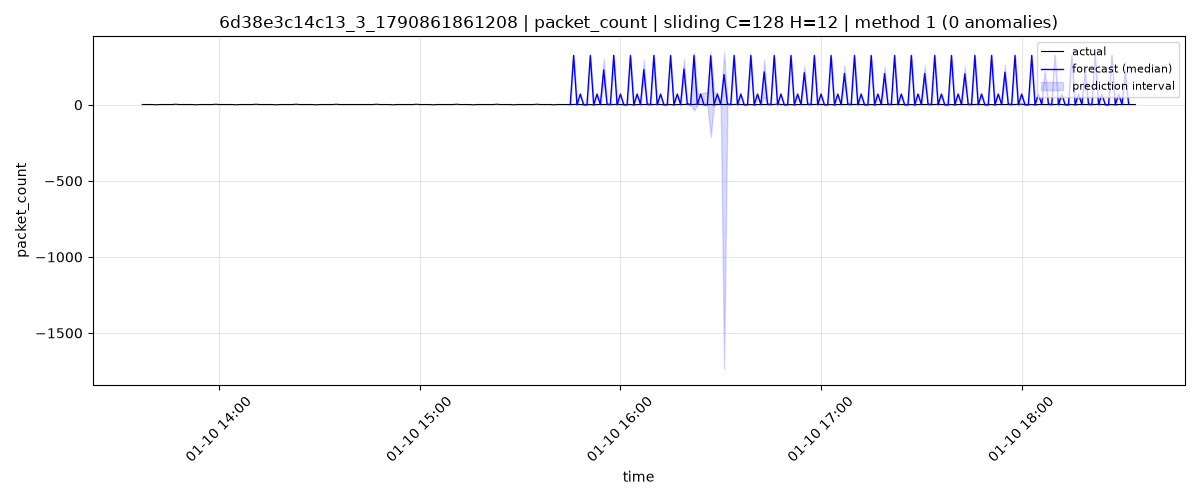 6d38e3c14c13_3_1790861861208 | packet_count | sliding C=128 H=12 | method 1 (0 anomalies)
actual
forecast (median)
prediction interval
packet_count
0
−500
−1000
−1500
01-10 14:00
01-10 15:00
01-10 16:00
01-10 17:00
01-10 18:00
time